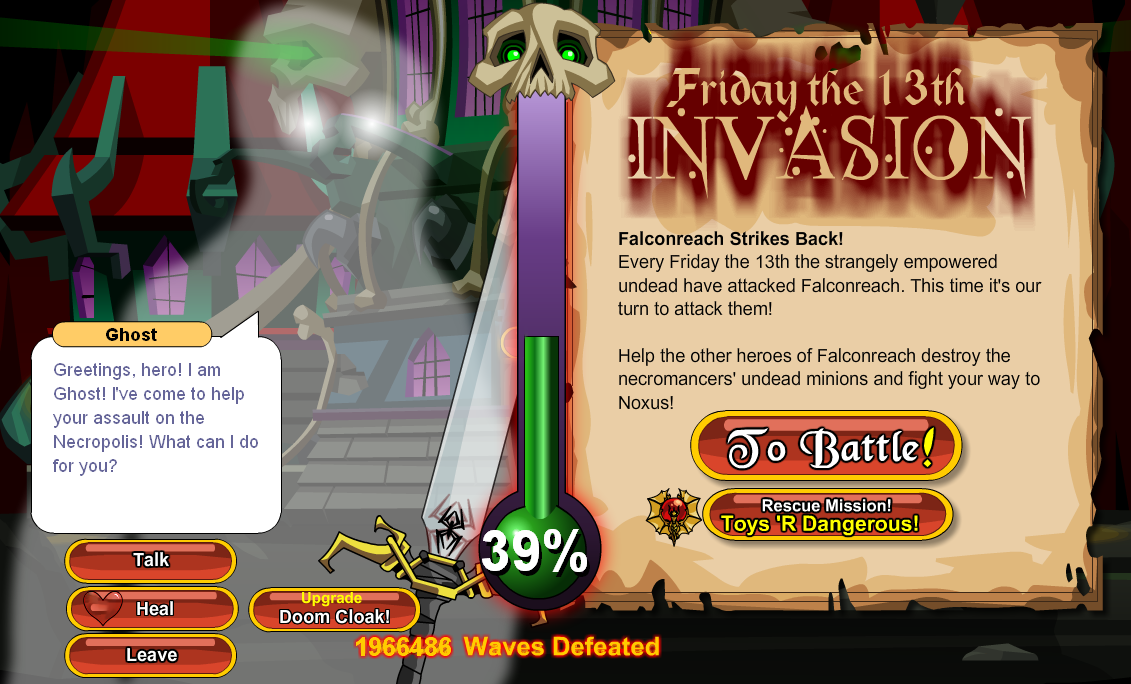 Friday the 13th
INVASION
Falconreach Strikes Back!
Every Friday the 13th the strangely empowered
undead have attacked Falconreach. This time it's our
turn to attack them!
Help the other heroes of Falconreach destroy the
necromancers' undead minions and fight your way to
Noxus!
To Battle!
Rescue Mission!
Toys 'R Dangerous!
Ghost
Greetings, hero! I am
Ghost! I've come to help
your assault on the
Necropolis! What can I do
for you?
Talk
Heal
Leave
Upgrade
Doom Cloak!
39%
1966486 Waves Defeated